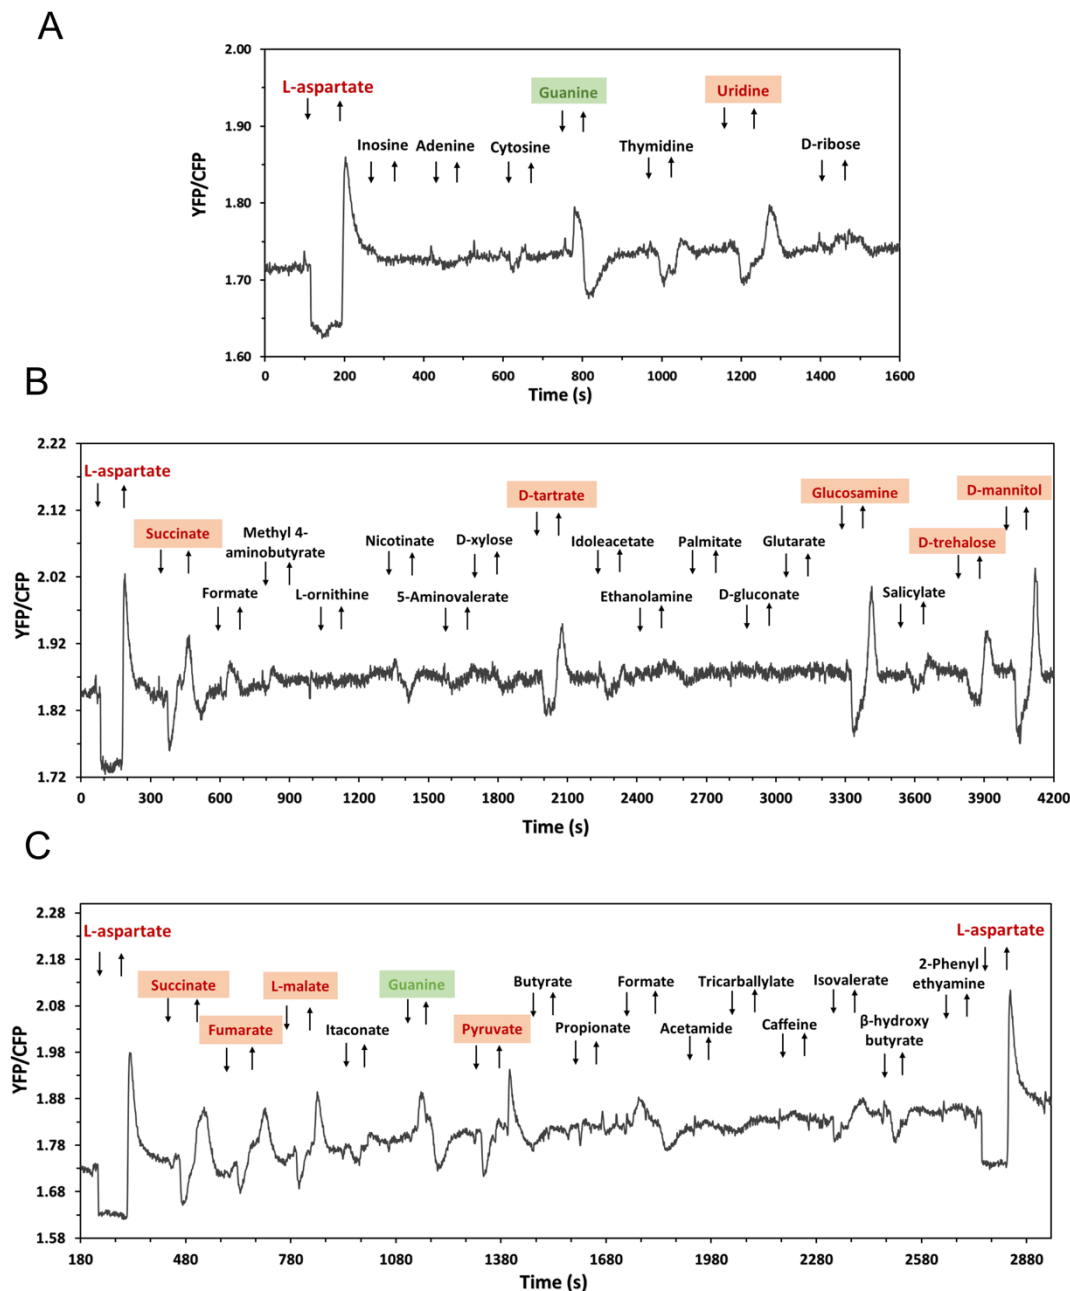 A
2.00
L-aspartate
Guanine
Uridine
1.90
Inosine Adenine Cytosine
Thymidine
D-ribose
YFP/CFP
1.80
1.70
1.60
0 200 400 600 800 1000 1200 1400 1600
Time (s)
B
2.22
L-aspartate
2.12
D-tartrate
Glucosamine
D-mannitol
Succinate
Methyl 4-
aminobutyrate
Nicotinate
D-xylose
Idoleacetate
Palmitate
Glutarate
D-trehalose
2.02
Formate
L-ornithine
5-Aminovalerate
Ethanolamine
D-gluconate
Salicylate
YFP/CFP
1.92
1.82
1.72
0 300 600 900 1200 1500 1800 2100 2400 2700 3000 3300 3600 3900 4200
Time (s)
C
2.28
L-aspartate
L-aspartate
2.18
Succinate
L-malate
Guanine
Butyrate
Formate
Tricarballylate
Isovalerate
2-Phenyl
ethyamine
2.08
Fumarate
Itaconate
Pyruvate
Propionate
Acetamide
Caffeine
β-hydroxy
butyrate
YFP/CFP
1.98
1.88
1.78
1.68
1.58
180 480 780 1080 1380 1680 1980 2280 2580 2880
Time (s)